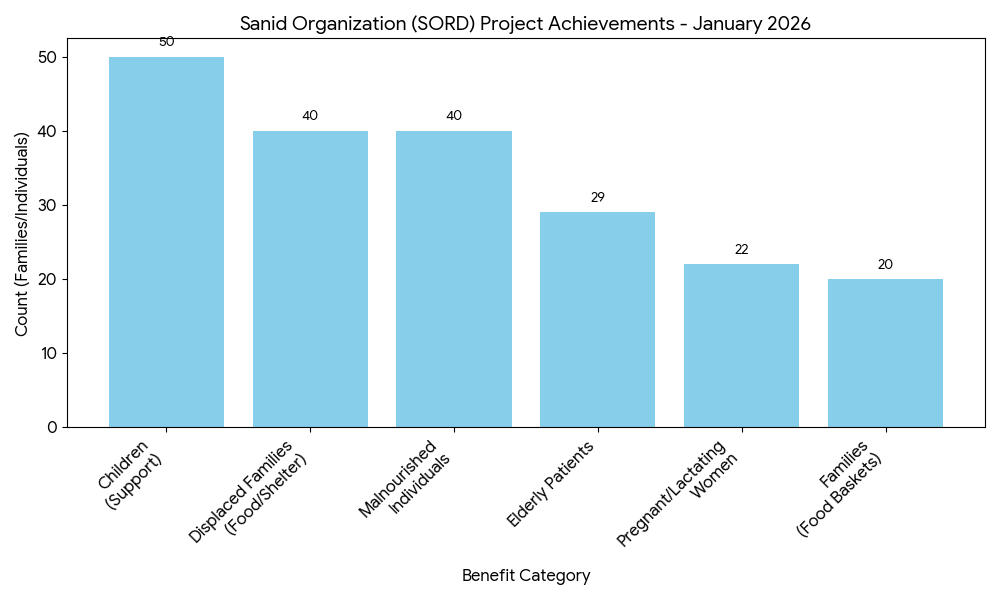 Sanid Organization (SORD) Project Achievements - January 2026
Count (Families/Individuals)
50
40
30
20
10
0
50
40
40
29
22
20
Children
(Support)
Displaced Families
(Food/Shelter)
Malnourished
Individuals
Elderly Patients
Pregnant/Lactating
Women
Families
(Food Baskets)
Benefit Category